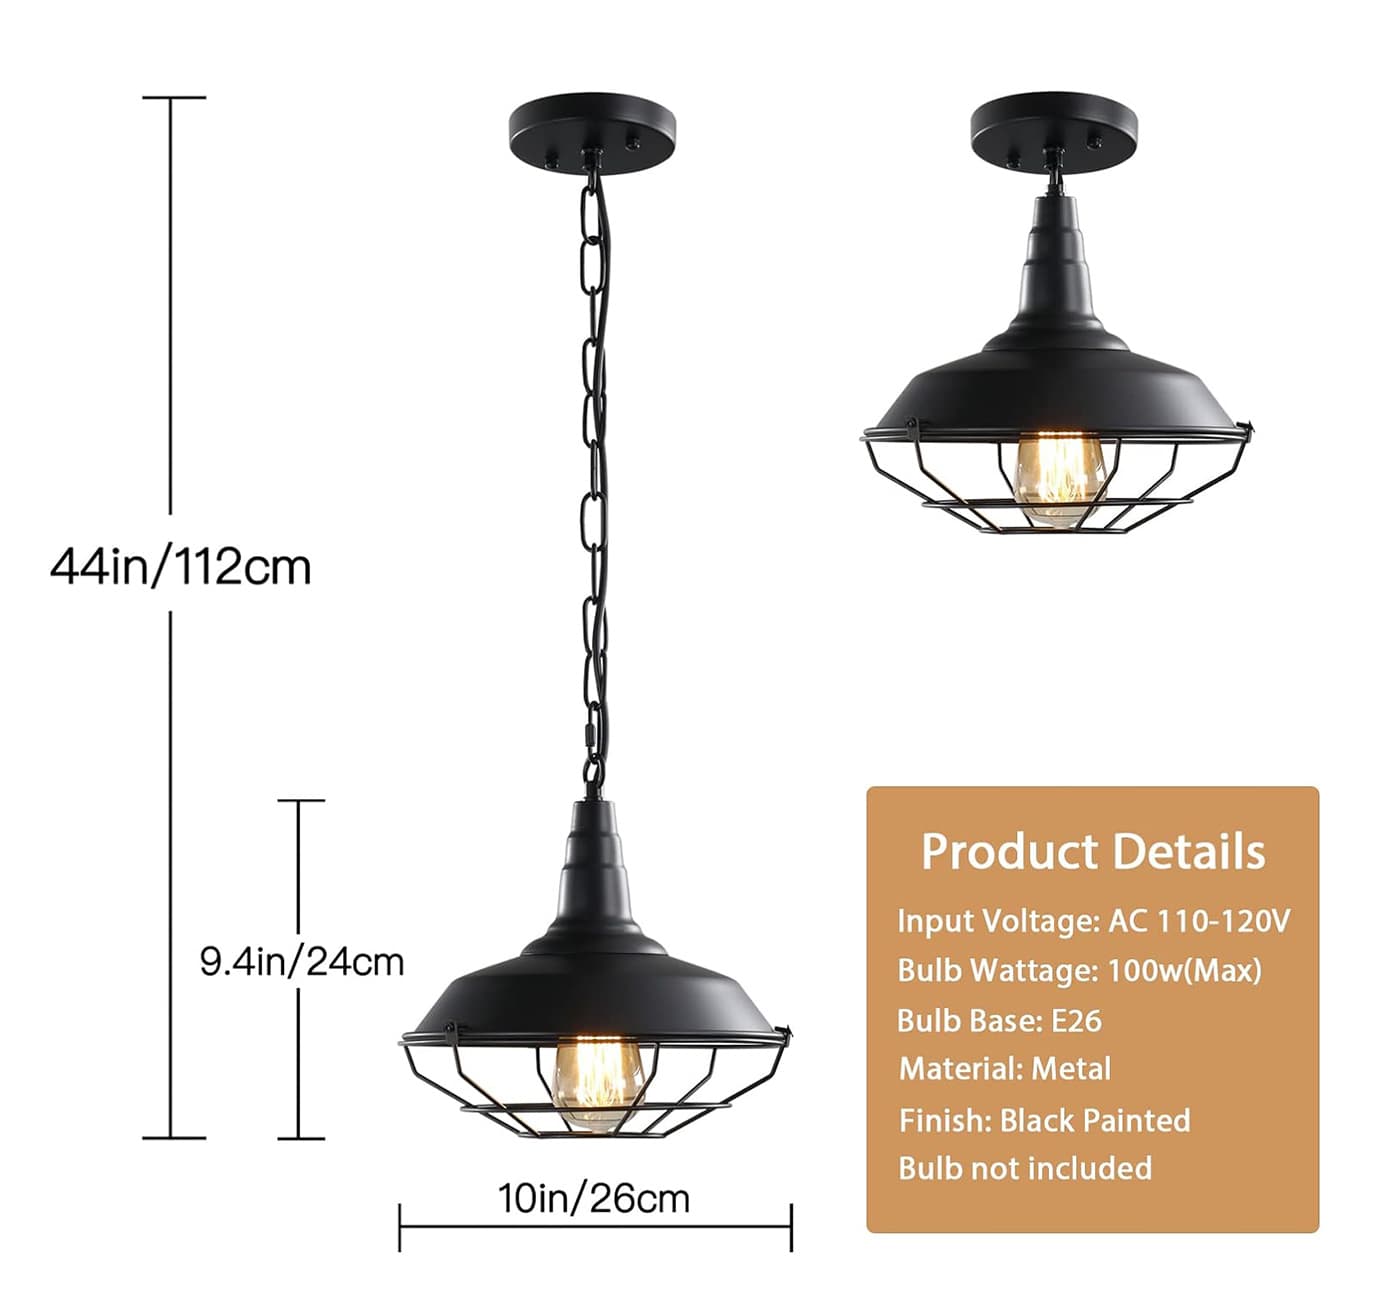 44in/112cm
9.4in/24cm
10in/26cm
Product Details
Input Voltage: AC 110-120V
Bulb Wattage: 100w(Max)
Bulb Base: E26
Material: Metal
Finish: Black Painted
Bulb not included